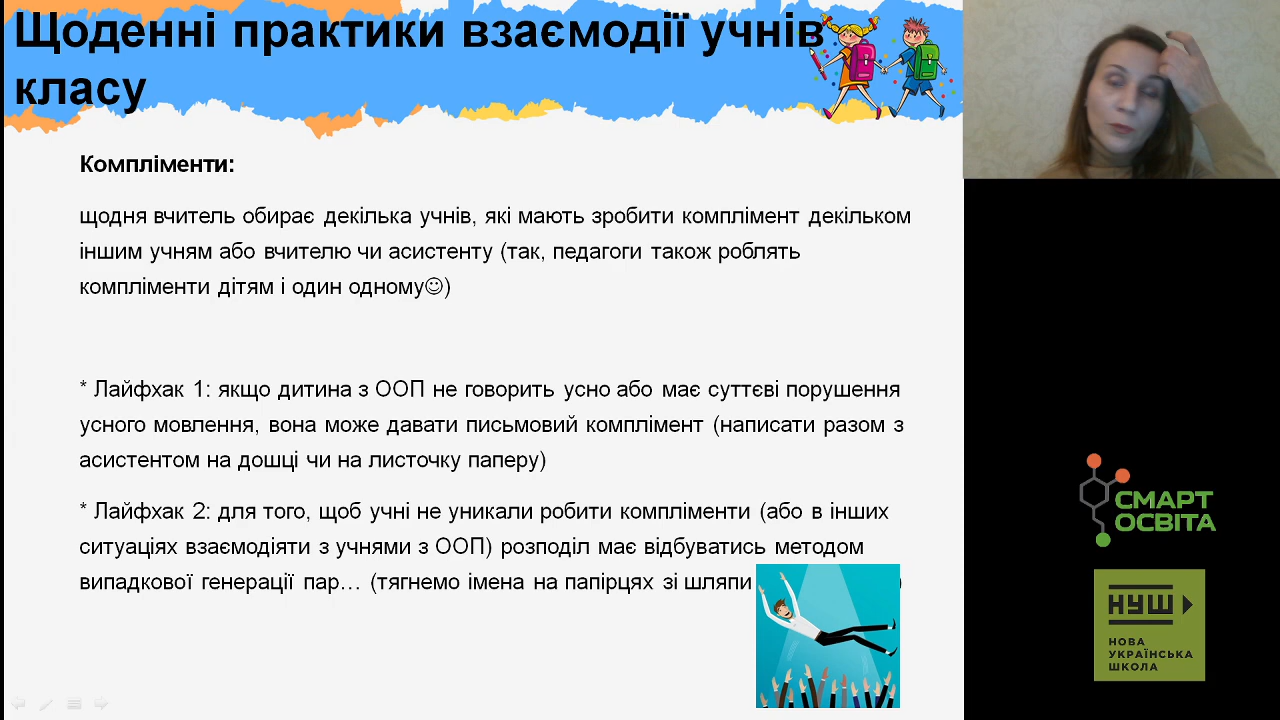 Щоденні практики взаємодії учнів
класу
Компліменти:
щодня вчитель обирає декілька учнів, які мають зробити комплімент декільком
іншим учням або вчителю чи асистенту (так, педагоги також роблять
компліменти дітям і один одному☺)
* Лайфхак 1: якщо дитина з ООП не говорить усно або має суттєві порушення
усного мовлення, вона може давати письмовий комплімент (написати разом з
асистентом на дошці чи на листочку паперу)
* Лайфхак 2: для того, щоб учні не уникали робити компліменти (або в інших
ситуаціях взаємодіяти з учнями з ООП) розподіл має відбуватись методом
випадкової генерації пар… (тягнемо імена на папірцях зі шляпи )
СМАРТ
ОСВІТА
НУШ
НОВА
УКРАЇНСЬКА
ШКОЛА